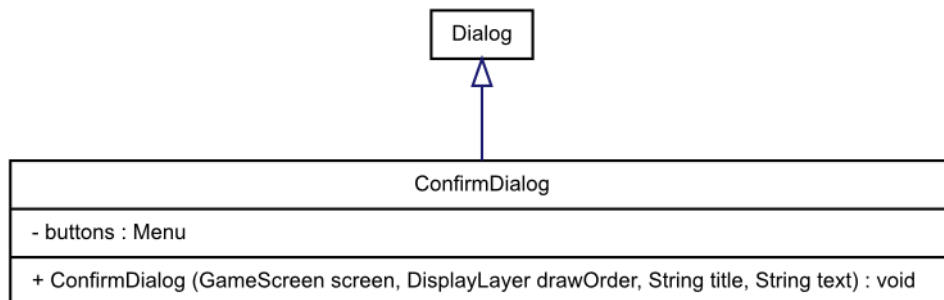 Dialog
ConfirmDialog
- buttons : Menu
+ ConfirmDialog (GameScreen screen, DisplayLayer drawOrder, String title, String text) : void